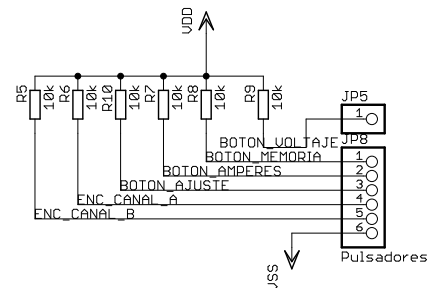 VDD
R5 10k
R6 10k
R10 10k
R7 10k
R8 10k
R9 10k
JP5
1
BOTON_VOLTAJE
JP8
BOTON_MEMORIA
1
BOTON_AMPERES
2
BOTON_AJUSTE
3
ENC_CANAL_A
4
ENC_CANAL_B
5
6
Pulsadores
VSS